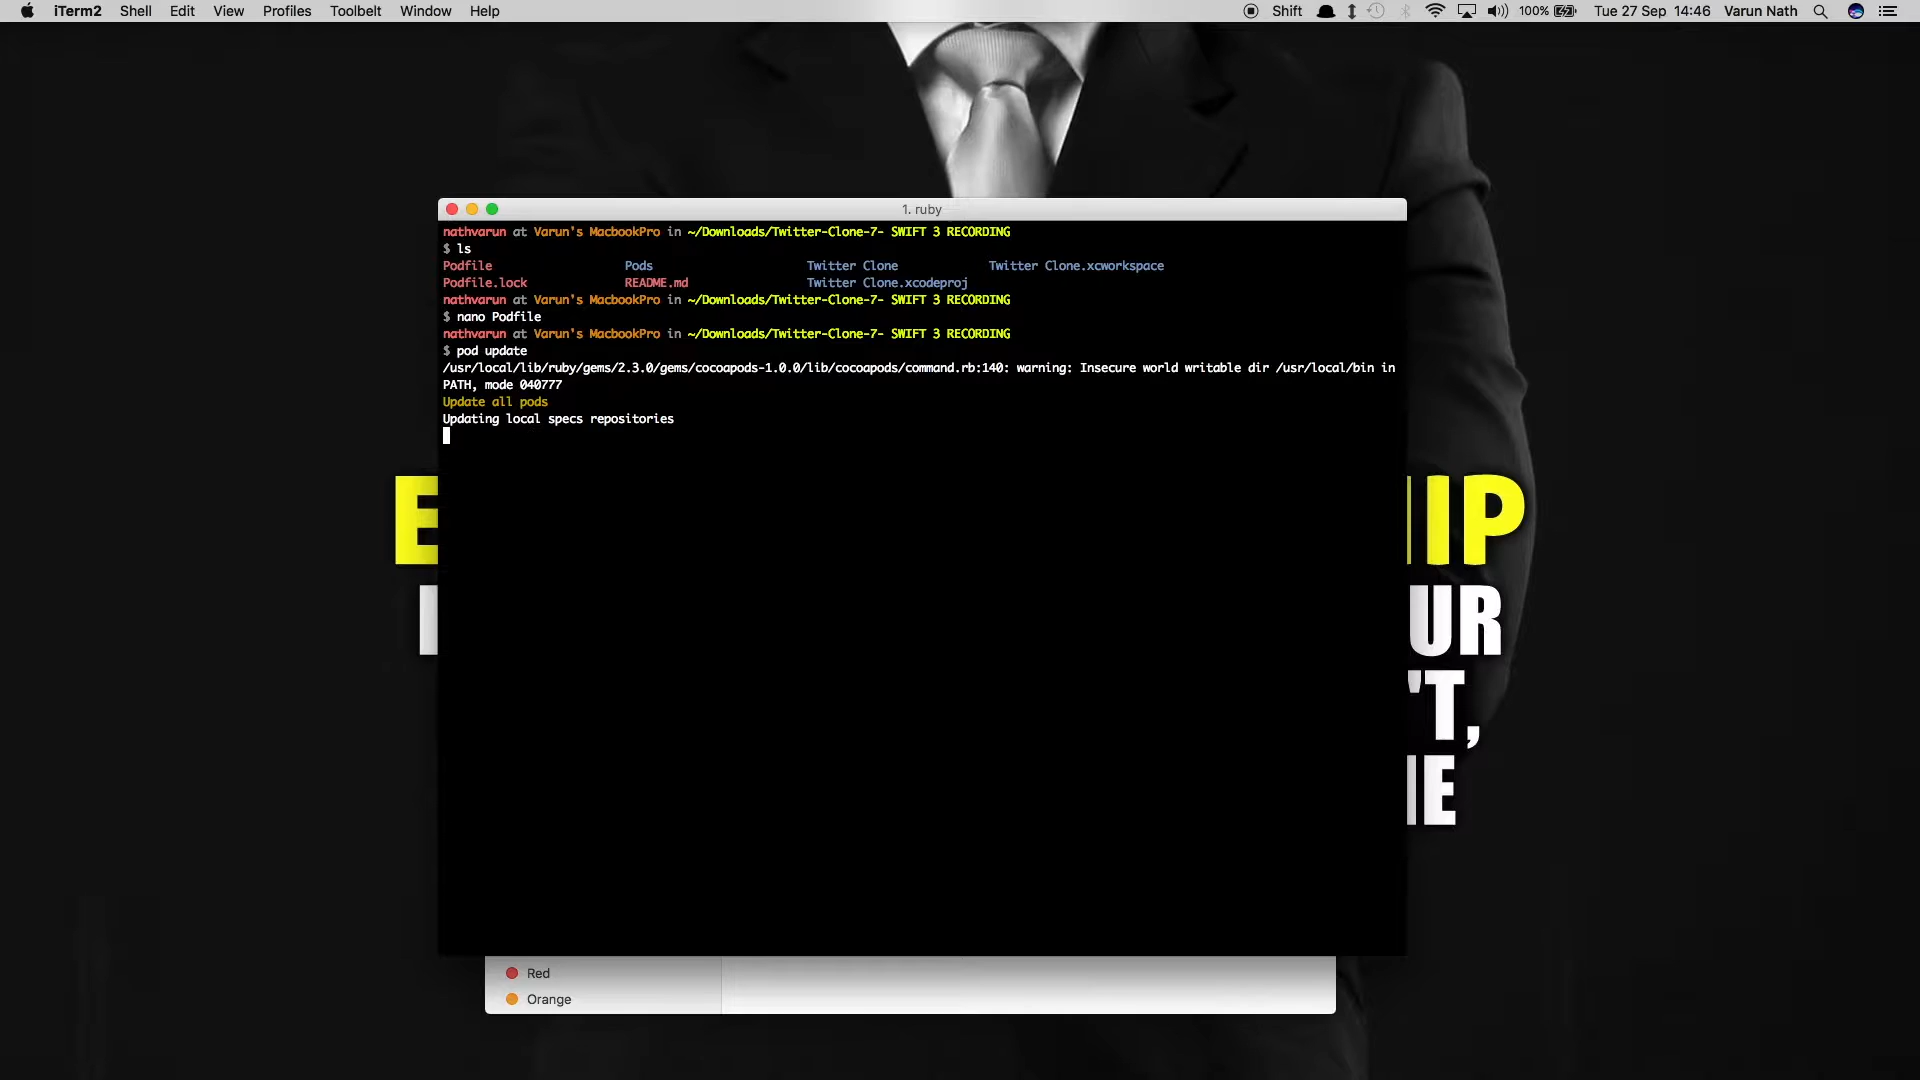 iTerm2 Shell Edit View Profiles Toolbelt Window Help Shift 100% Tue 27 Sep 14:46 Varun Nath
1. ruby
nathvarun at Varun's MacbookPro in ~/Downloads/Twitter-Clone-7- SWIFT 3 RECORDING
$ ls
Podfile Pods Twitter Clone Twitter Clone.xcworkspace
Podfile.lock README.md Twitter Clone.xcodeproj
nathvarun at Varun's MacbookPro in ~/Downloads/Twitter-Clone-7- SWIFT 3 RECORDING
$ nano Podfile
nathvarun at Varun's MacbookPro in ~/Downloads/Twitter-Clone-7- SWIFT 3 RECORDING
$ pod update
/usr/local/lib/ruby/gems/2.3.0/gems/cocoapods-1.0.0/lib/cocoapods/command.rb:140: warning: Insecure world writable dir /usr/local/bin in
PATH, mode 040777
Update all pods
Updating local specs repositories
Red
Orange